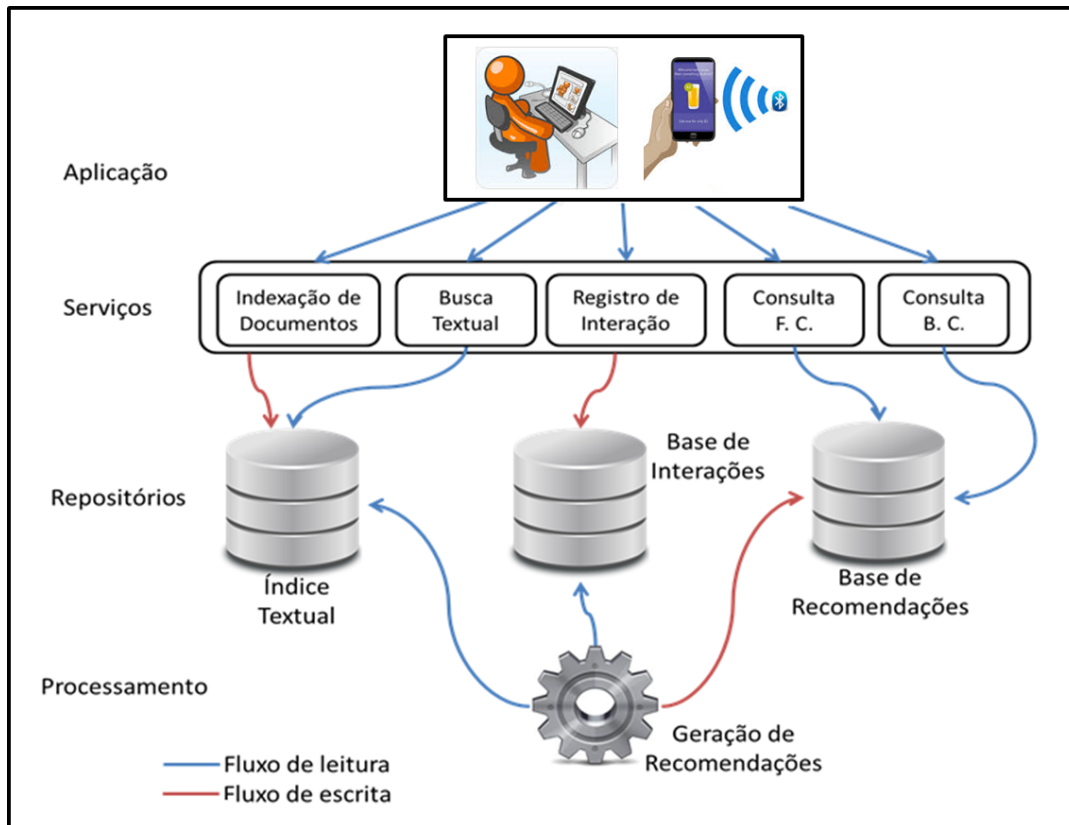 Aplicação
Serviços
Indexação de
Documentos
Busca
Textual
Registro de
Interação
Consulta
F. C.
Consulta
B. C.
Repositórios
Índice
Textual
Base de
Interações
Base de
Recomendações
Processamento
Geração de
Recomendações
Fluxo de leitura
Fluxo de escrita